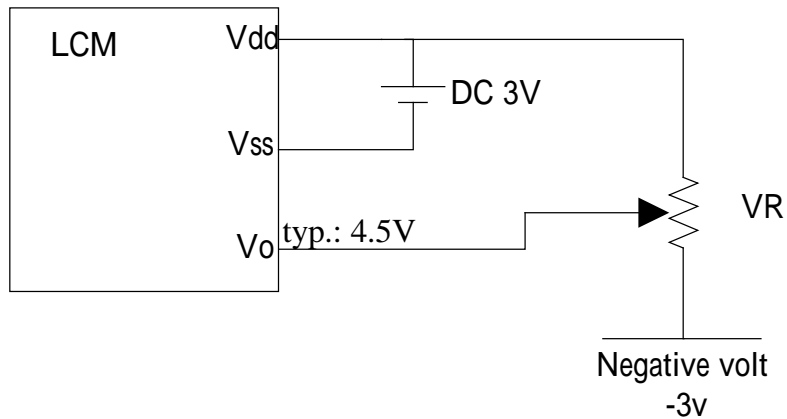 LCM
Vdd
DC 3V
Vss
VR
Vo
typ.: 4.5V
Negative volt
-3v